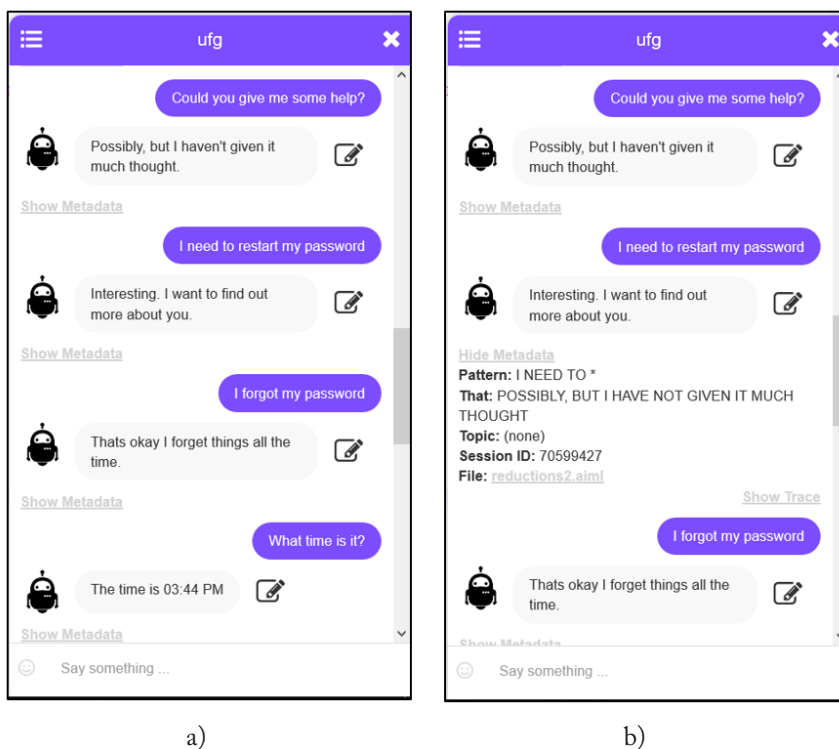 ufg
Could you give me some help?
Possibly, but I haven't given it
much thought.
Show Metadata
I need to restart my password
Interesting. I want to find out
more about you.
Show Metadata
I forgot my password
Thats okay I forget things all the
time.
Show Metadata
What time is it?
The time is 03:44 PM
Show Metadata
Say something ...
a)
ufg
Could you give me some help?
Possibly, but I haven't given it
much thought.
Show Metadata
I need to restart my password
Interesting. I want to find out
more about you.
Hide Metadata
Pattern: I NEED TO *
That: POSSIBLY, BUT I HAVE NOT GIVEN IT MUCH
THOUGHT
Topic: (none)
Session ID: 70599427
File: reductions2.aiml
Show Trace
I forgot my password
Thats okay I forget things all the
time.
Show Metadata
Say something ...
b)